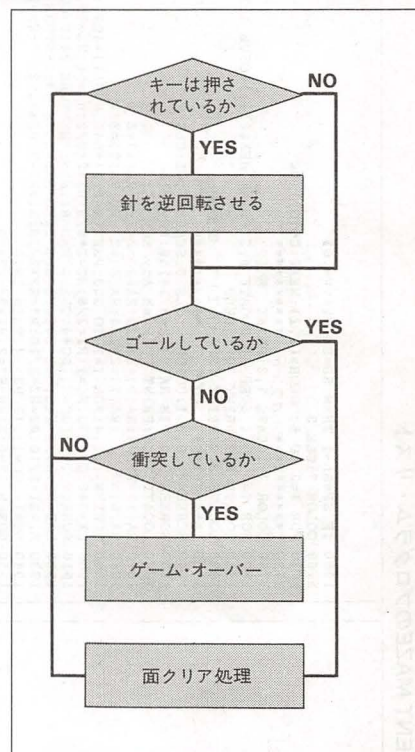 キーは押さ
れているか
NO
YES
針を逆回転させる
ゴールしているか
YES
NO
NO
衝突しているか
YES
ゲーム・オーバー
面クリア処理